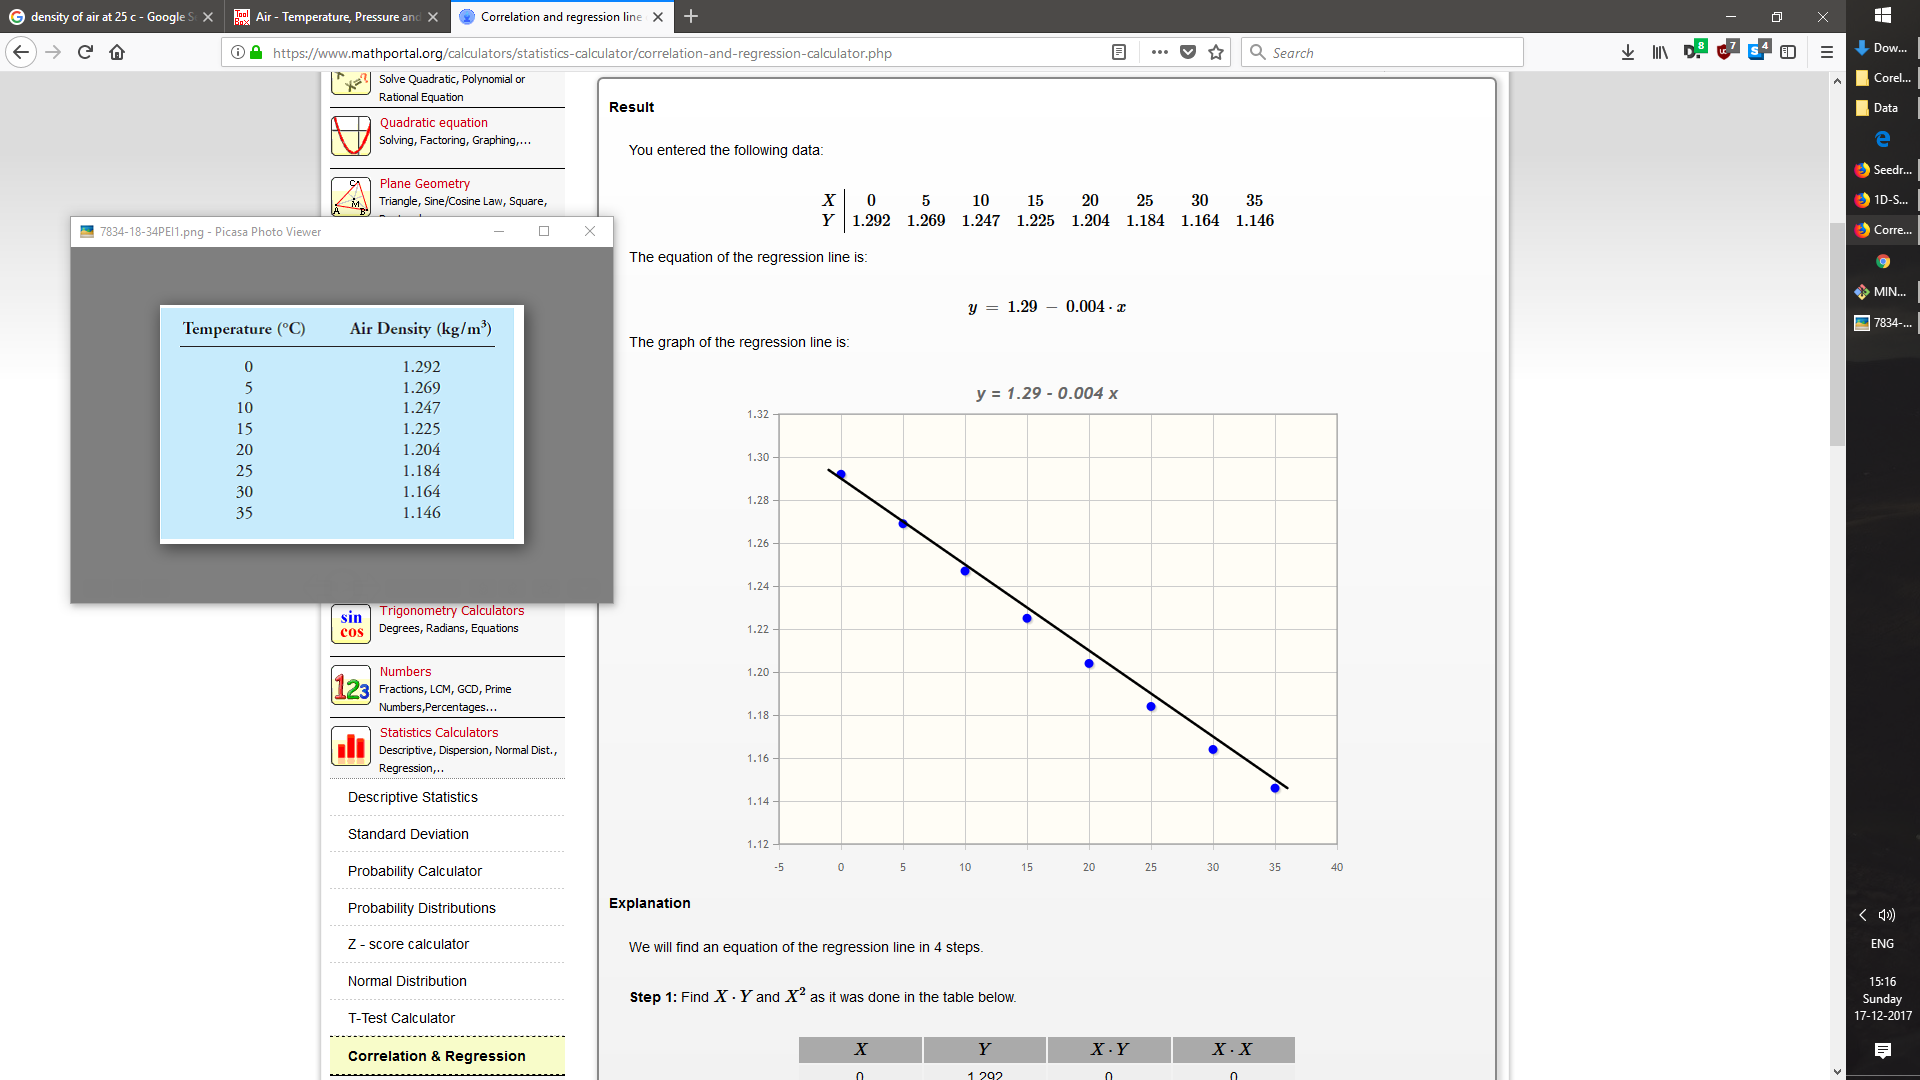 density of air at 25 c - Google S
Air - Temperature, Pressure and
Correlation and regression line
https://www.mathportal.org/calculators/statistics-calculator/correlation-and-regression-calculator.php
Search
8
7
4
Solve Quadratic, Polynomial or
Rational Equation
Quadratic equation
Solving, Factoring, Graphing,...
Plane Geometry
Triangle, Sine/Cosine Law, Square,
7834-18-34PEI1.png - Picasa Photo Viewer
Temperature (°C) Air Density (kg/m³)
0 1.292
5 1.269
10 1.247
15 1.225
20 1.204
25 1.184
30 1.164
35 1.146
sin
cos
Trigonometry Calculators
Degrees, Radians, Equations
123
Numbers
Fractions, LCM, GCD, Prime
Numbers,Percentages...
Statistics Calculators
Descriptive, Dispersion, Normal Dist.,
Regression,..
Descriptive Statistics
Standard Deviation
Probability Calculator
Probability Distributions
Z - score calculator
Normal Distribution
T-Test Calculator
Correlation & Regression
Result
You entered the following data:
X 0 5 10 15 20 25 30 35
Y 1.292 1.269 1.247 1.225 1.204 1.184 1.164 1.146
The equation of the regression line is:
y = 1.29 − 0.004 · x
The graph of the regression line is:
y = 1.29 - 0.004 x
1.32
1.30
1.28
1.26
1.24
1.22
1.20
1.18
1.16
1.14
1.12
-5 0 5 10 15 20 25 30 35 40
Explanation
We will find an equation of the regression line in 4 steps.
Step 1: Find X · Y and X² as it was done in the table below.
X Y X · Y X · X
0 1.292 0 0
Dow...
Corel...
Data
Seedr...
1D-S...
Corre...
MIN...
7834-...
ENG
15:16
Sunday
17-12-2017